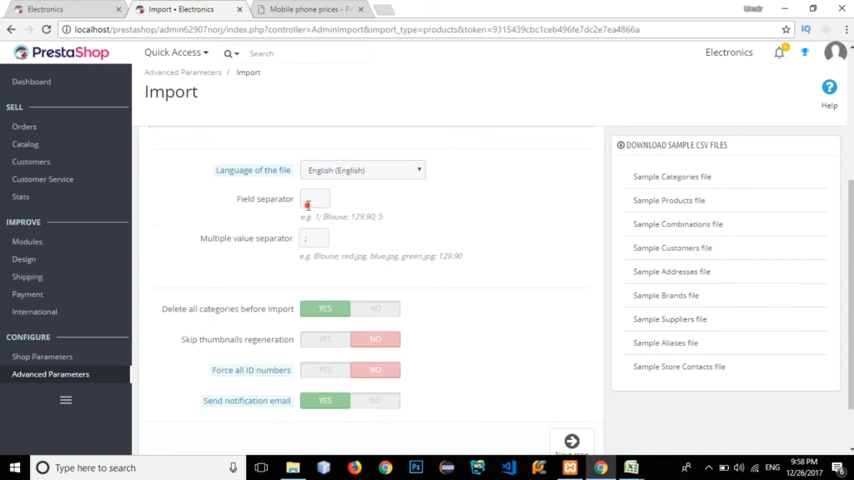 Electronics
Import • Electronics
Mobile phone prices - Pa
localhost/prestashop/admin62907norj/index.php?controller=AdminImport&import_type=products&token=9315439cbc1ceb496fe7dc2e7ea4866a
PrestaShop
Quick Access
Search
Electronics
Advanced Parameters / Import
Import
Help
Dashboard
SELL
Orders
Catalog
Customers
Customer Service
Stats
IMPROVE
Modules
Design
Shipping
Payment
International
CONFIGURE
Shop Parameters
Advanced Parameters
Language of the file
English (English)
Field separator
e.g. 1; Blouse; 129.90; 5
Multiple value separator
;
e.g. Blouse; red.jpg, blue.jpg, green.jpg; 129.90
Delete all categories before import
YES NO
Skip thumbnails regeneration
YES NO
Force all ID numbers
YES NO
Send notification email
YES NO
DOWNLOAD SAMPLE CSV FILES
Sample Categories file
Sample Products file
Sample Combinations file
Sample Customers file
Sample Addresses file
Sample Brands file
Sample Suppliers file
Sample Aliases file
Sample Store Contacts file
Type here to search
ENG
9:58 PM
12/26/2017